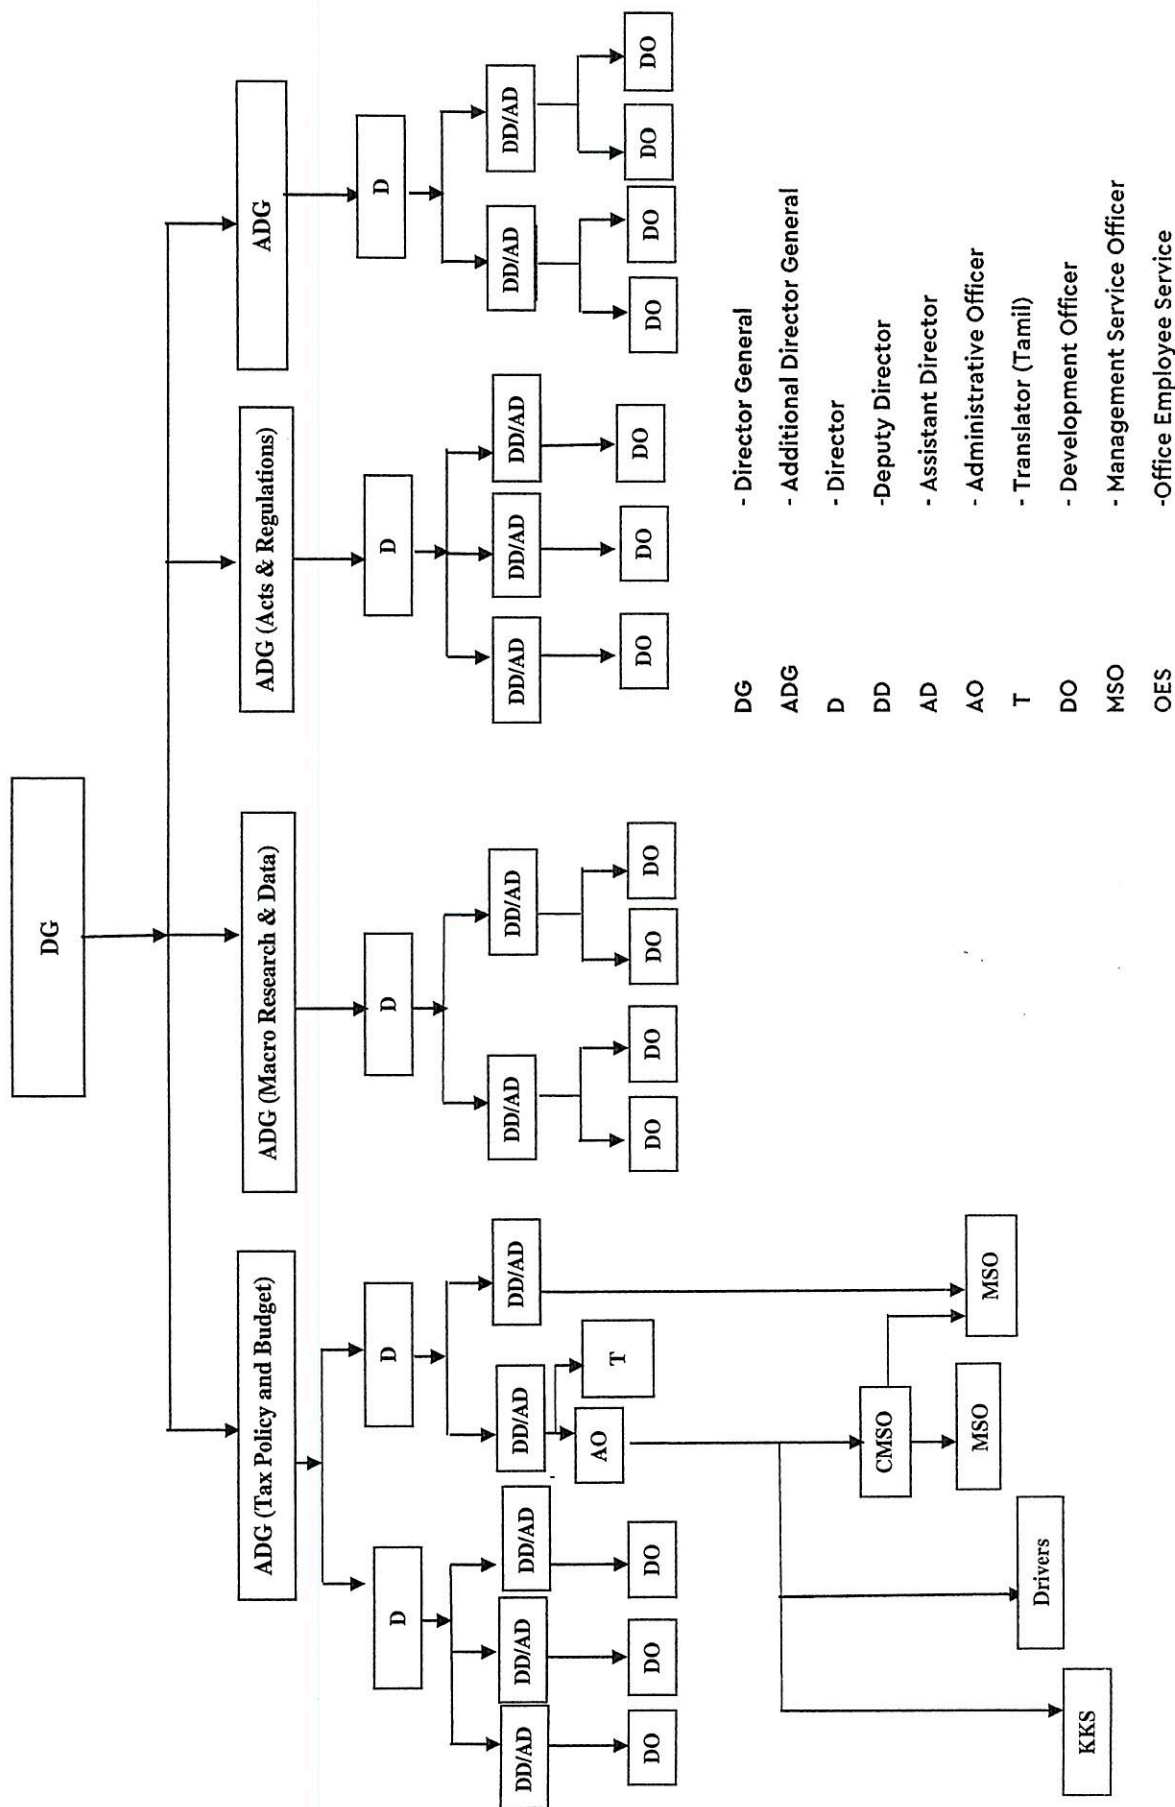 DG
ADG (Tax Policy and Budget)
ADG (Macro Research & Data)
ADG (Acts & Regulations)
ADG
D
D
D
D
D
DD/AD
DD/AD
DD/AD
DD/AD
DD/AD
DD/AD
DD/AD
DD/AD
DD/AD
DD/AD
DD/AD
DD/AD
AO
T
DO
DO
DO
DO
DO
DO
DO
DO
DO
DO
DO
DO
DO
DO
CMSO
MSO
MSO
Drivers
KKS
DG - Director General
ADG - Additional Director General
D - Director
DD -Deputy Director
AD - Assistant Director
AO - Administrative Officer
T - Translator (Tamil)
DO - Development Officer
MSO - Management Service Officer
OES -Office Employee Service